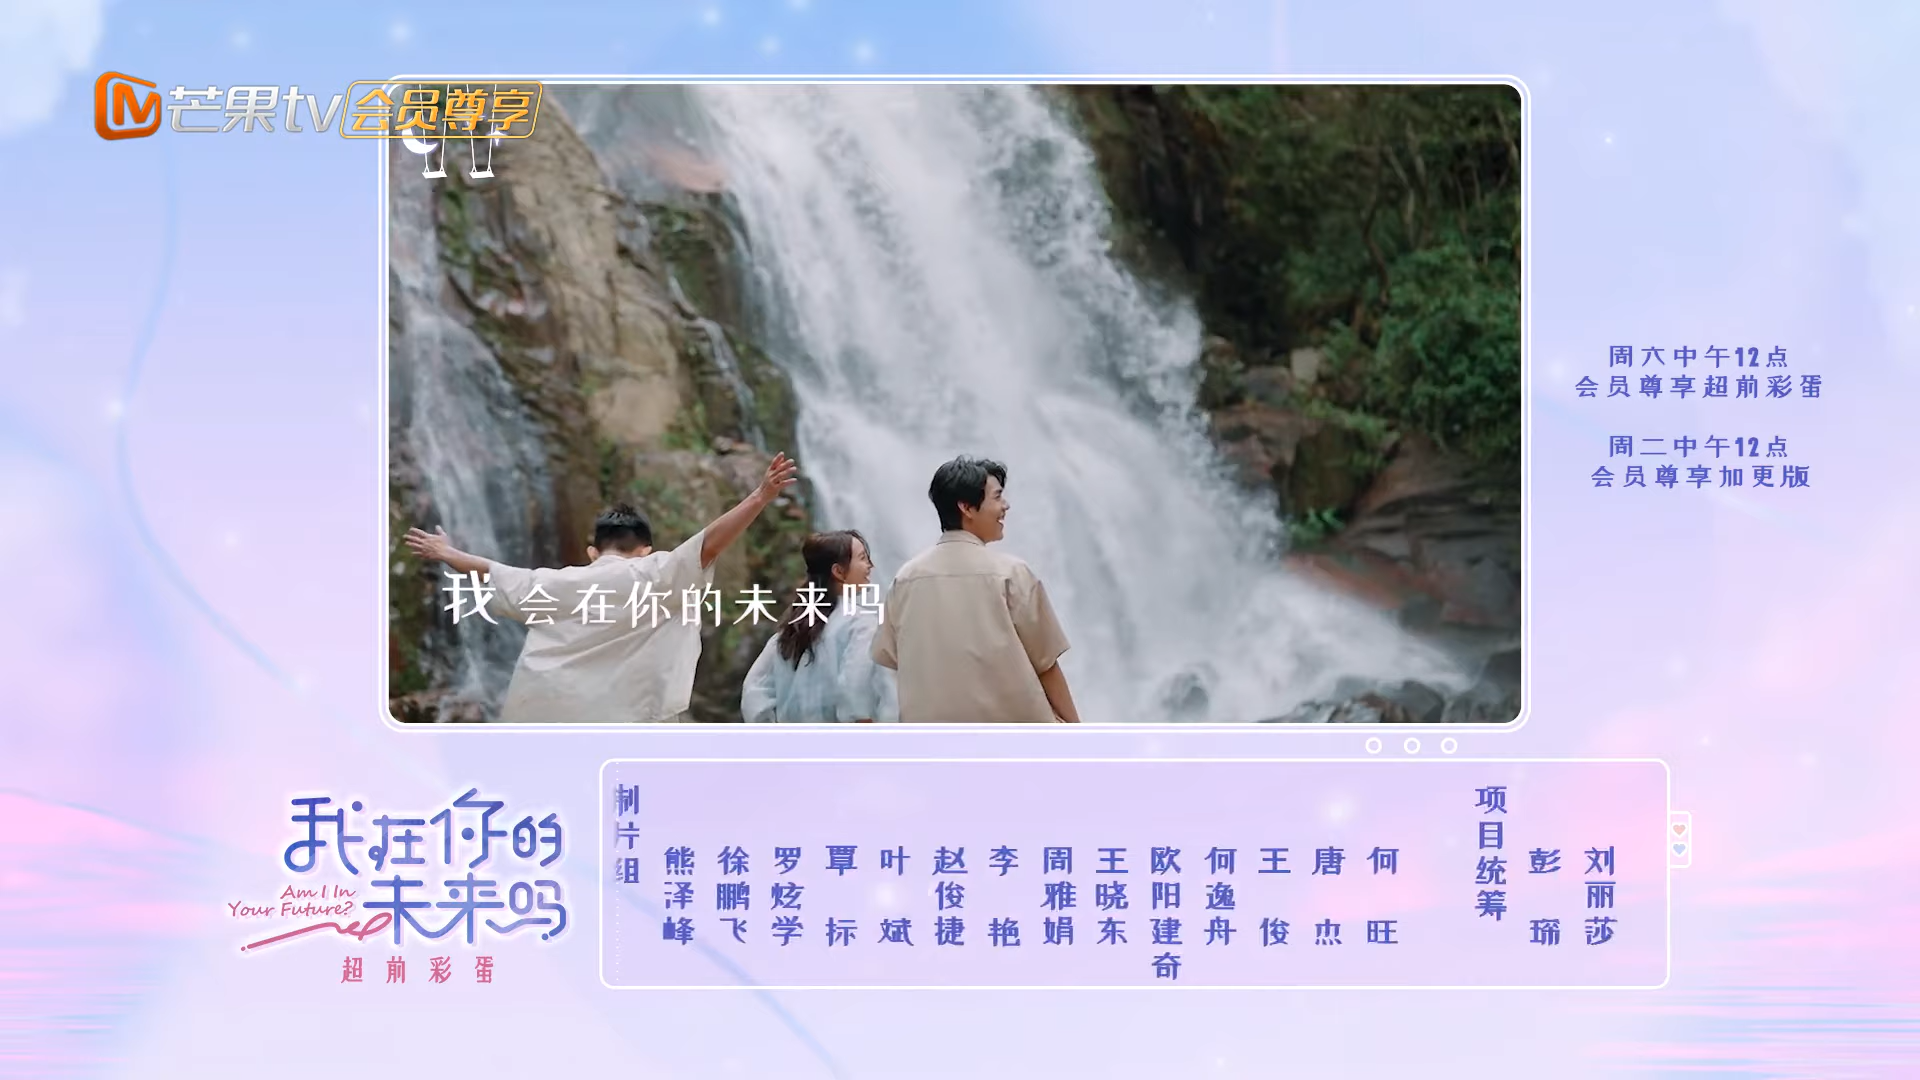 芒果tv会员尊享
我会在你的未来吗
周六中午12点
会员尊享超前彩蛋
周二中午12点
会员尊享加更版
我在你的
未来吗
Am I In
Your Future?
超前彩蛋
制片组
熊泽峰
徐鹏飞
罗炫学
覃标
叶斌
赵俊捷
李艳
周雅娟
王晓东
欧阳建奇
何逸舟
王俊
唐杰
何旺
项目统筹
彭瑞
刘丽莎